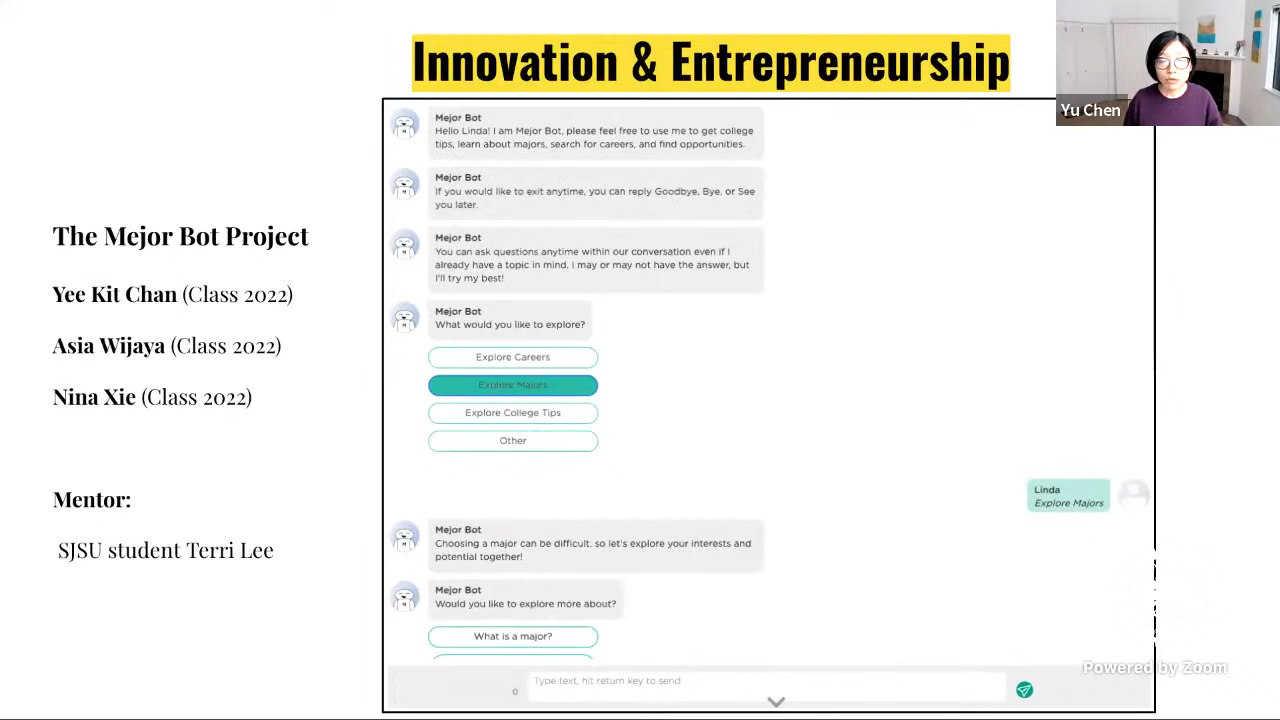 Innovation & Entrepreneurship
Yu Chen
The Mejor Bot Project
Yee Kit Chan (Class 2022)
Asia Wijaya (Class 2022)
Nina Xie (Class 2022)
Mentor:
SJSU student Terri Lee
Mejor Bot
Hello Linda! I am Mejor Bot, please feel free to use me to get college
tips, learn about majors, search for careers, and find opportunities.
Mejor Bot
If you would like to exit anytime, you can reply Goodbye, Bye, or See
you later.
Mejor Bot
You can ask questions anytime within our conversation even if I
already have a topic in mind. I may or may not have the answer, but
I'll try my best!
Mejor Bot
What would you like to explore?
Explore Careers
Explore Majors
Explore College Tips
Other
Linda
Explore Majors
Mejor Bot
Choosing a major can be difficult, so let's explore your interests and
potential together!
Mejor Bot
Would you like to explore more about?
What is a major?
0
Type text, hit return key to send
Powered by Zoom